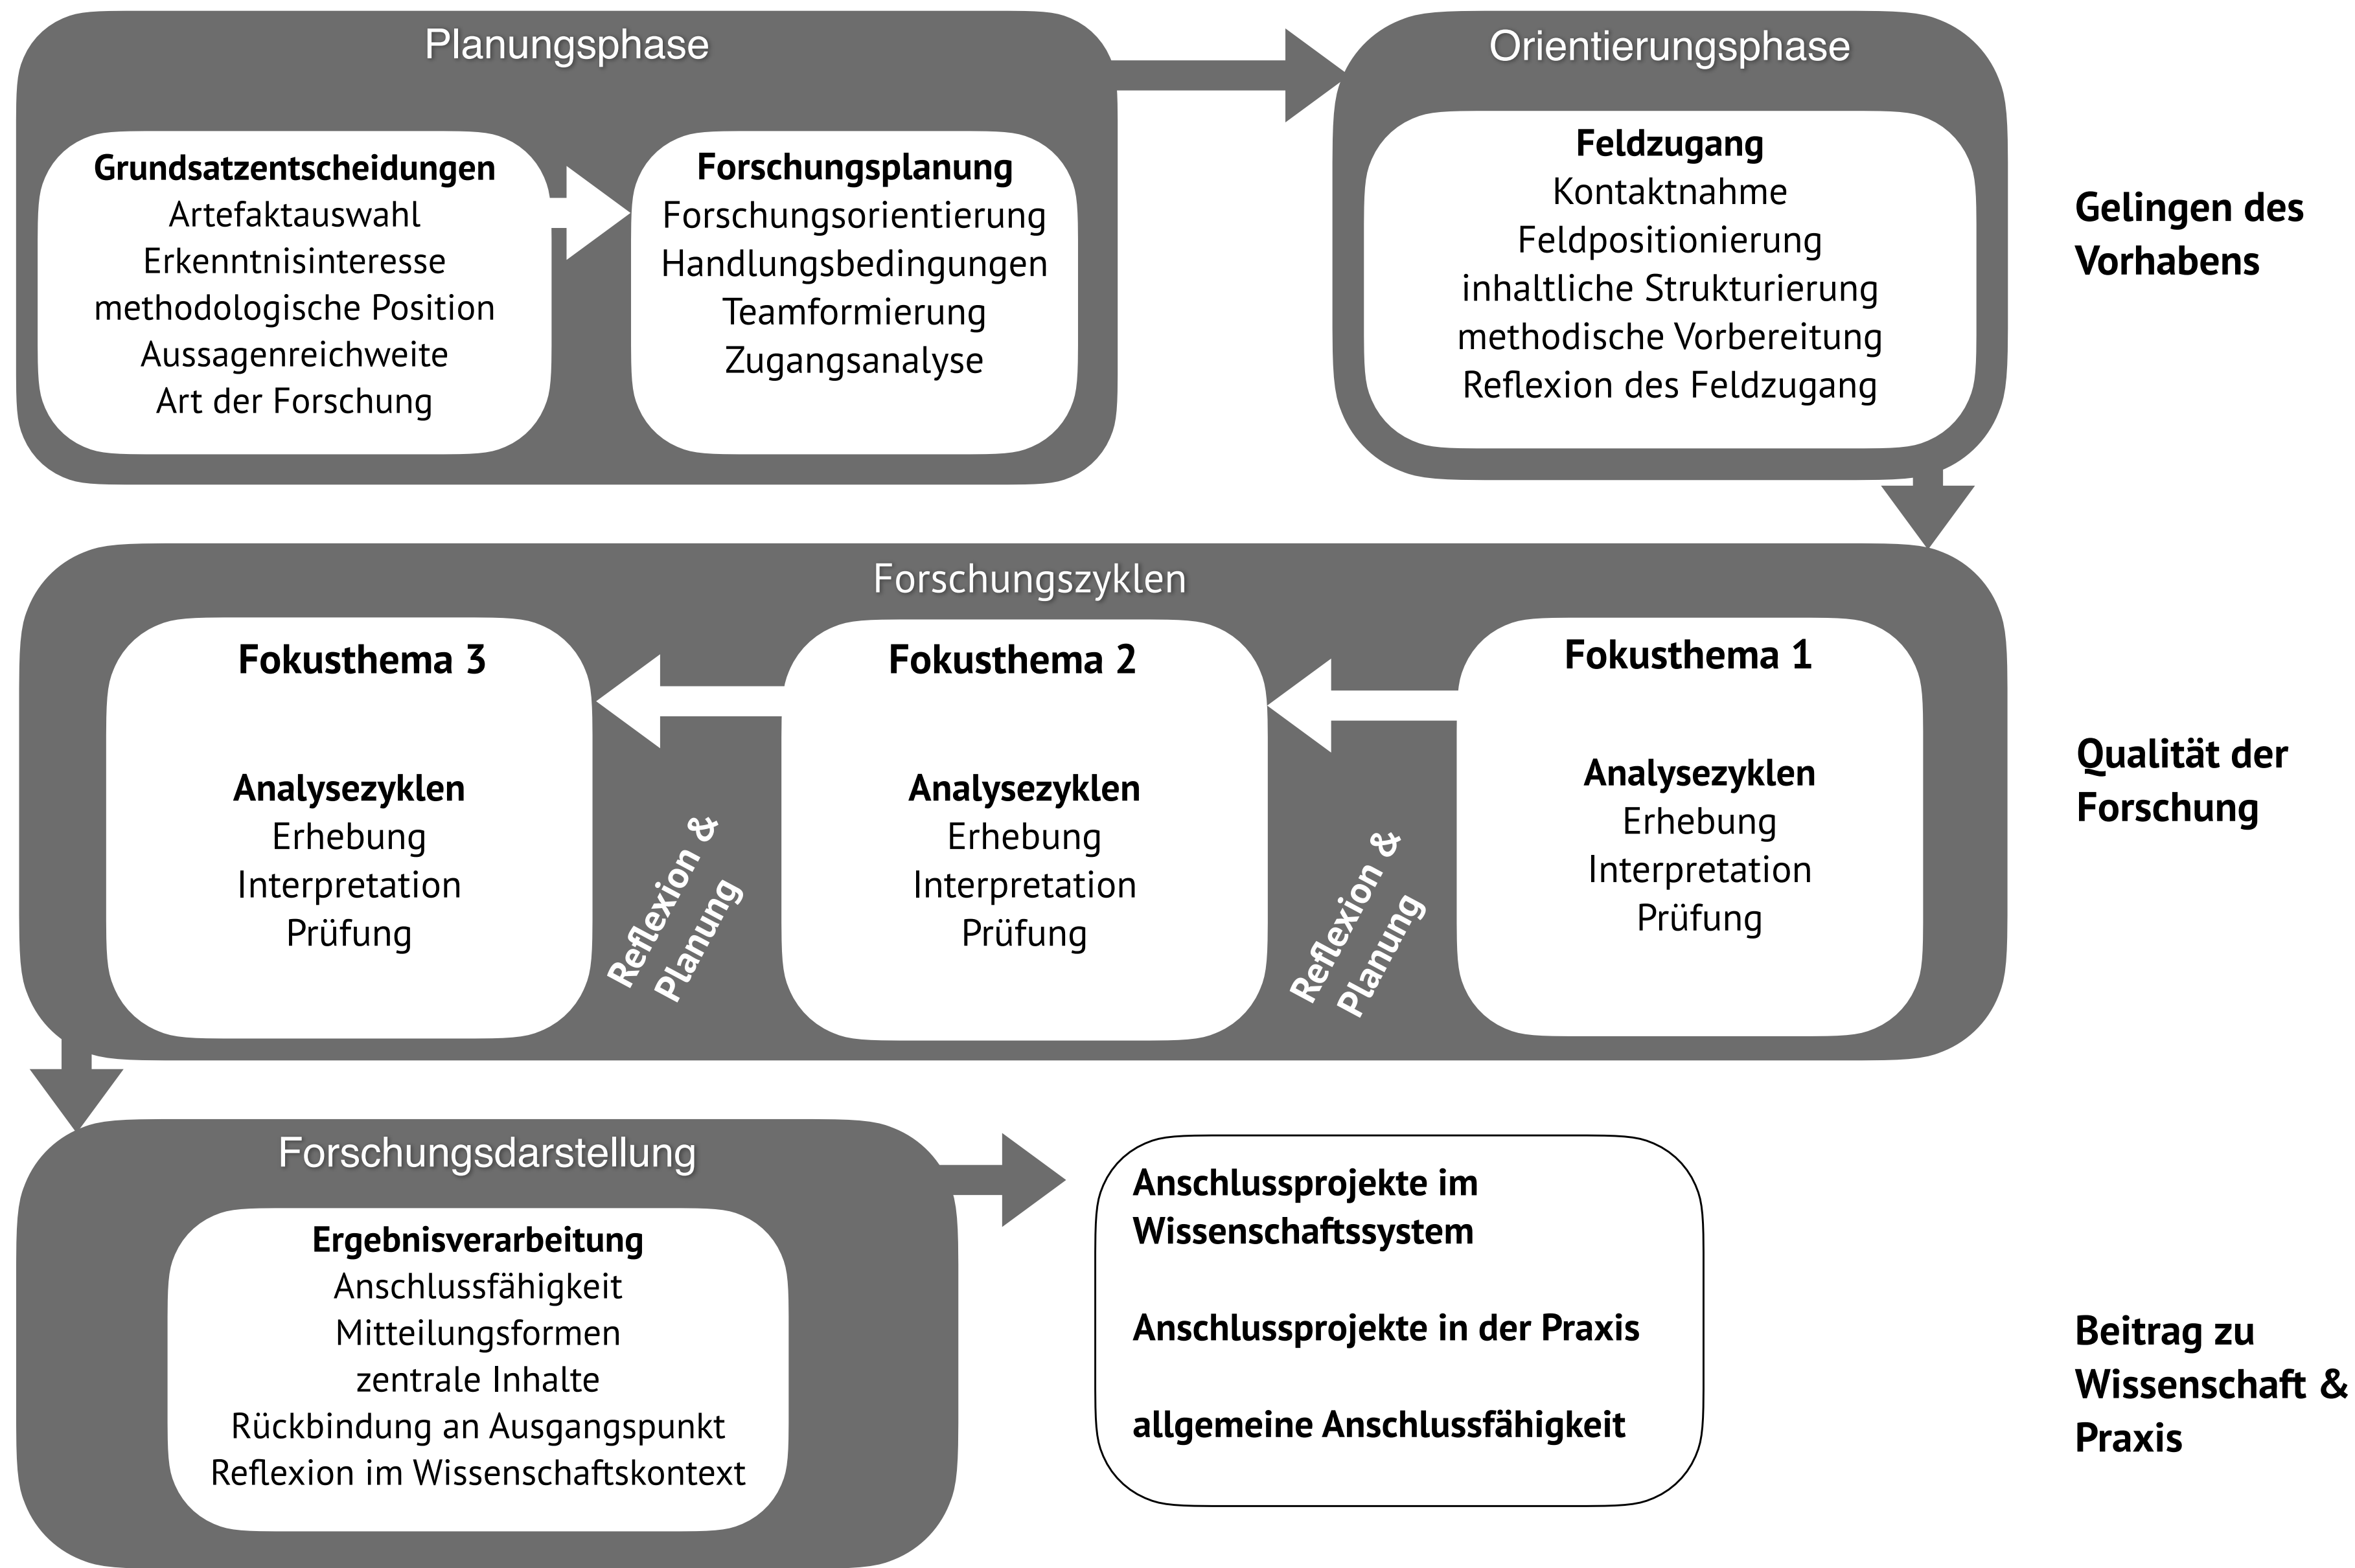 Planungsphase
Grundsatzentscheidungen
Artefaktauswahl
Erkenntnisinteresse
methodologische Position
Aussagenreichweite
Art der Forschung
Forschungsplanung
Forschungsorientierung
Handlungsbedingungen
Teamformierung
Zugangsanalyse
Orientierungsphase
Feldzugang
Kontaktnahme
Feldpositionierung
inhaltliche Strukturierung
methodische Vorbereitung
Reflexion des Feldzugang
Gelingen des
Vorhabens
Forschungszyklen
Fokusthema 3
Analysezyklen
Erhebung
Interpretation
Prüfung
Reflexion &
Planung
Fokusthema 2
Analysezyklen
Erhebung
Interpretation
Prüfung
Reflexion &
Planung
Fokusthema 1
Analysezyklen
Erhebung
Interpretation
Prüfung
Qualität der
Forschung
Forschungsdarstellung
Ergebnisverarbeitung
Anschlussfähigkeit
Mitteilungsformen
zentrale Inhalte
Rückbindung an Ausgangspunkt
Reflexion im Wissenschaftskontext
Anschlussprojekte im
Wissenschaftssystem
Anschlussprojekte in der Praxis
allgemeine Anschlussfähigkeit
Beitrag zu
Wissenschaft &
Praxis